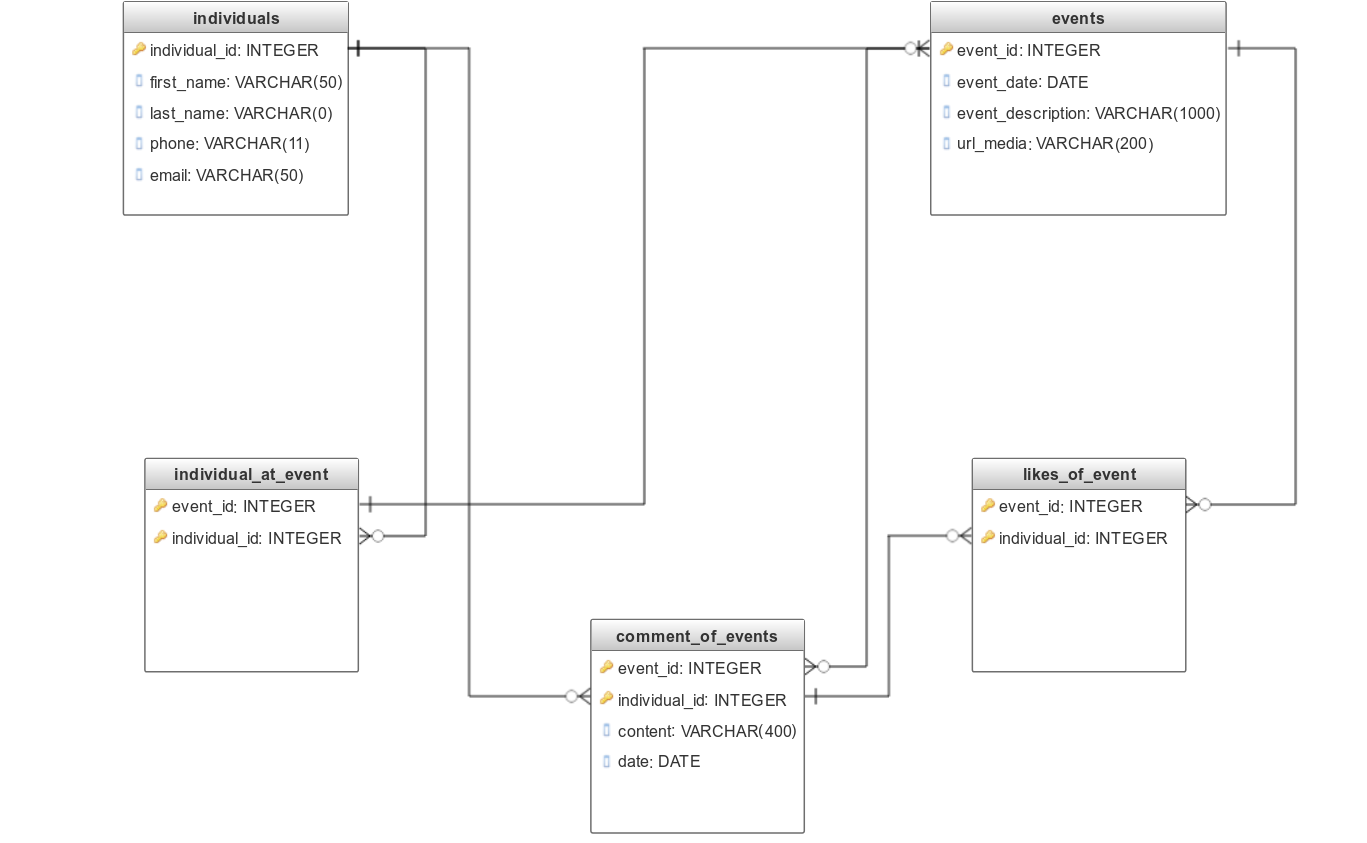 individuals
individual_id: INTEGER
first_name: VARCHAR(50)
last_name: VARCHAR(0)
phone: VARCHAR(11)
email: VARCHAR(50)
events
event_id: INTEGER
event_date: DATE
event_description: VARCHAR(1000)
url_media: VARCHAR(200)
individual_at_event
event_id: INTEGER
individual_id: INTEGER
likes_of_event
event_id: INTEGER
individual_id: INTEGER
comment_of_events
event_id: INTEGER
individual_id: INTEGER
content: VARCHAR(400)
date: DATE